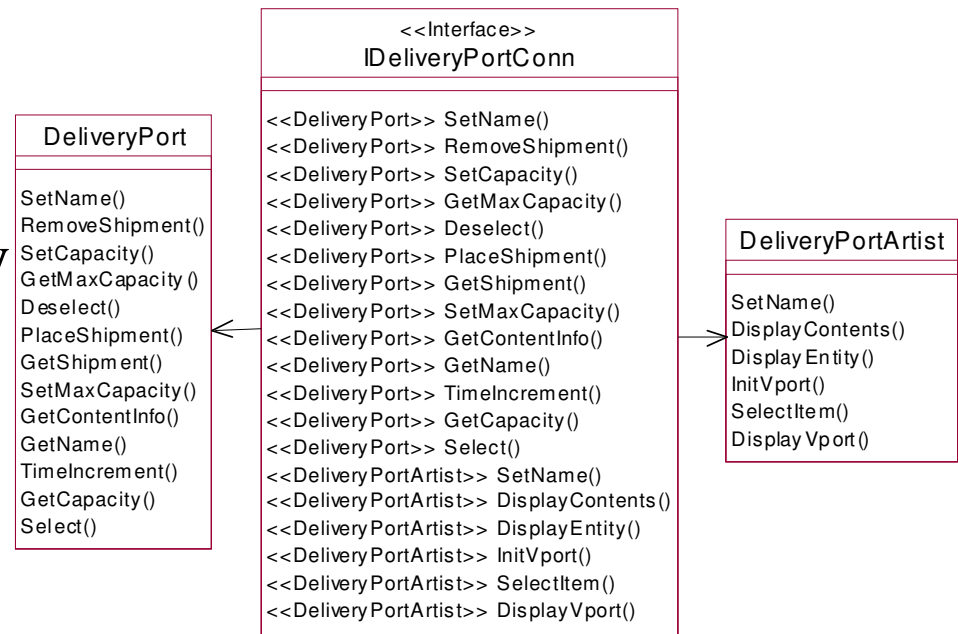 <<Interface>>
IDeliveryPortConn
<<DeliveryPort>> SetName()
<<DeliveryPort>> RemoveShipment()
<<DeliveryPort>> SetCapacity()
<<DeliveryPort>> GetMaxCapacity()
<<DeliveryPort>> Deselect()
<<DeliveryPort>> PlaceShipment()
<<DeliveryPort>> GetShipment()
<<DeliveryPort>> SetMaxCapacity()
<<DeliveryPort>> GetContentInfo()
<<DeliveryPort>> GetName()
<<DeliveryPort>> TimeIncrement()
<<DeliveryPort>> GetCapacity()
<<DeliveryPort>> Select()
<<DeliveryPortArtist>> SetName()
<<DeliveryPortArtist>> DisplayContents()
<<DeliveryPortArtist>> DisplayEntity()
<<DeliveryPortArtist>> InitVport()
<<DeliveryPortArtist>> SelectItem()
<<DeliveryPortArtist>> DisplayVport()
DeliveryPort
SetName()
RemoveShipment()
SetCapacity()
GetMaxCapacity()
Deselect()
PlaceShipment()
GetShipment()
SetMaxCapacity()
GetContentInfo()
GetName()
TimeIncrement()
GetCapacity()
Select()
y
DeliveryPortArtist
SetName()
DisplayContents()
DisplayEntity()
InitVport()
SelectItem()
DisplayVport()